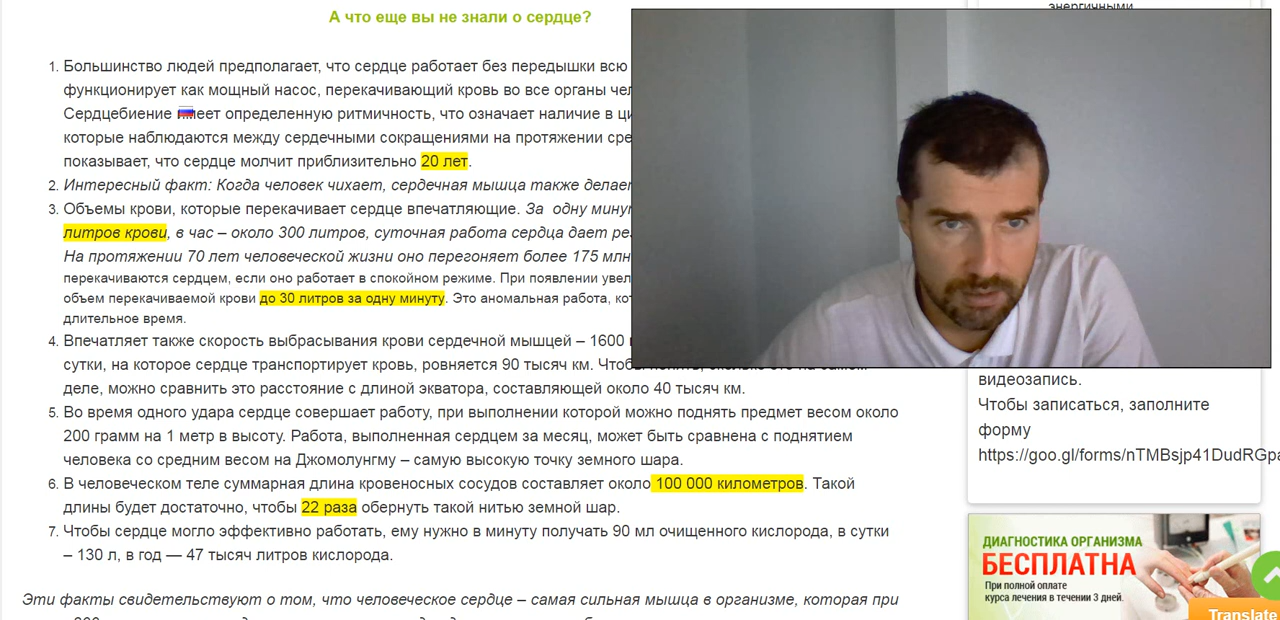 А что еще вы не знали о сердце?
1. Большинство людей предполагает, что сердце работает без передышки всю
функционирует как мощный насос, перекачивающий кровь во все органы
Сердцебиение имеет определенную ритмичность, что означает наличие в
которые наблюдаются между сердечными сокращениями на протяжении
показывает, что сердце молчит приблизительно 20 лет.
2. Интересный факт: Когда человек чихает, сердечная мышца также делает
3. Объемы крови, которые перекачивает сердце впечатляющие. За одну
литров крови, в час – около 300 литров, суточная работа сердца дает
На протяжении 70 лет человеческой жизни оно перегоняет более 175 млн
перекачиваются сердцем, если оно работает в спокойном режиме. При появлении
объем перекачиваемой крови до 30 литров за одну минуту. Это аномальная работа,
длительное время.
4. Впечатляет также скорость выбрасывания крови сердечной мышцей – 1600
сутки, на которое сердце транспортирует кровь, ровняется 90 тысяч км.
деле, можно сравнить это расстояние с длиной экватора, составляющей около 40 тысяч км.
5. Во время одного удара сердце совершает работу, при выполнении которой можно поднять предмет весом около
200 грамм на 1 метр в высоту. Работа, выполненная сердцем за месяц, может быть сравнена с поднятием
человека со средним весом на Джомолунгму – самую высокую точку земного шара.
6. В человеческом теле суммарная длина кровеносных сосудов составляет около 100 000 километров. Такой
длины будет достаточно, чтобы 22 раза обернуть такой нитью земной шар.
7. Чтобы сердце могло эффективно работать, ему нужно в минуту получать 90 мл очищенного кислорода, в сутки
– 130 л, в год — 47 тысяч литров кислорода.
Эти факты свидетельствуют о том, что человеческое сердце – самая сильная мышца в организме, которая при
энергичными
видеозапись.
Чтобы записаться, заполните
форму
https://goo.gl/forms/nTMBsjp41DudRGpa
ДИАГНОСТИКА ОРГАНИЗМА
БЕСПЛАТНА
При полной оплате
курса лечения в течении 3 дней.
Translate